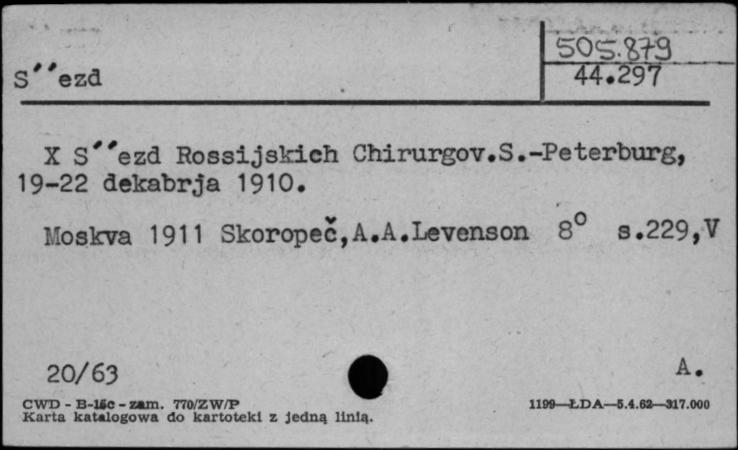 505.879
44.297
S´´ezd
X S´´ezd Rossijskich Chirurgov.S.-Peterburg,
19-22 dekabrja 1910.
Moskva 1911 Skoropeč,A.A.Levenson 8° s.229,V
20/63
A.
CWD - B-15c - zam. 770/ZW/P
1199—ŁDA—5.4.62—317.000
Karta katalogowa do kartoteki z jedną linią.